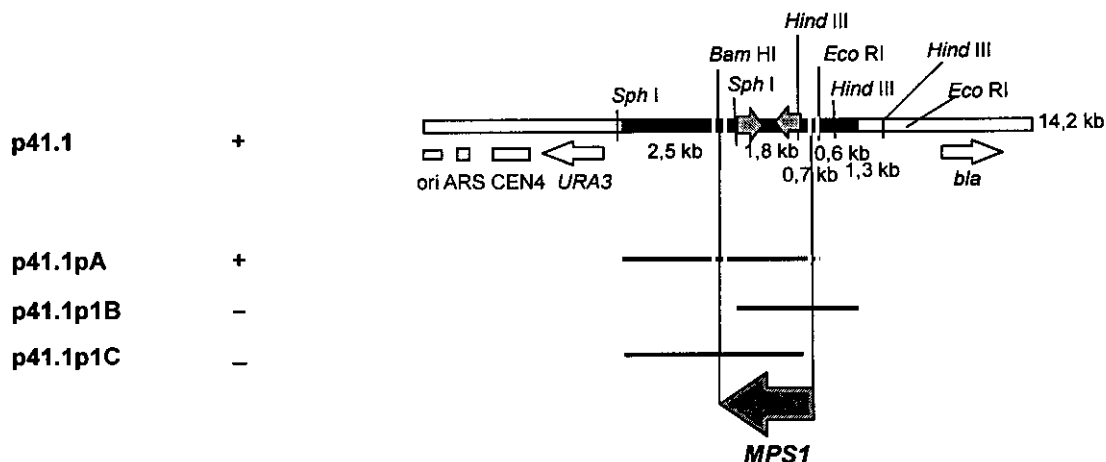 Hind III
Bam HI
Eco RI
Hind III
Sph I
Sph I
Hind III
Eco RI
p41.1
+
14,2 kb
2,5 kb
1,8 kb
0,6 kb
0,7 kb
1,3 kb
ori
ARS
CEN4
URA3
bla
p41.1pA
+
p41.1p1B
–
p41.1p1C
–
MPS1